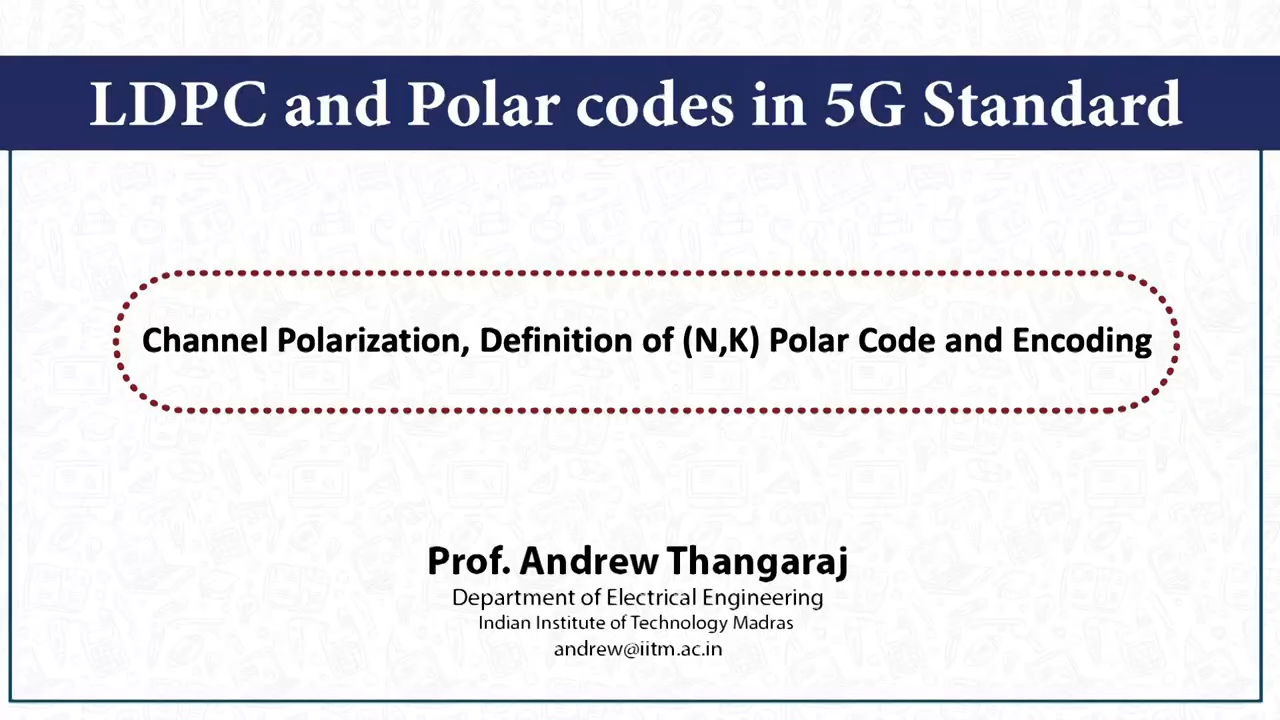 LDPC and Polar codes in 5G Standard
Channel Polarization, Definition of (N,K) Polar Code and Encoding
Prof. Andrew Thangaraj
Department of Electrical Engineering
Indian Institute of Technology Madras
andrew@iitm.ac.in